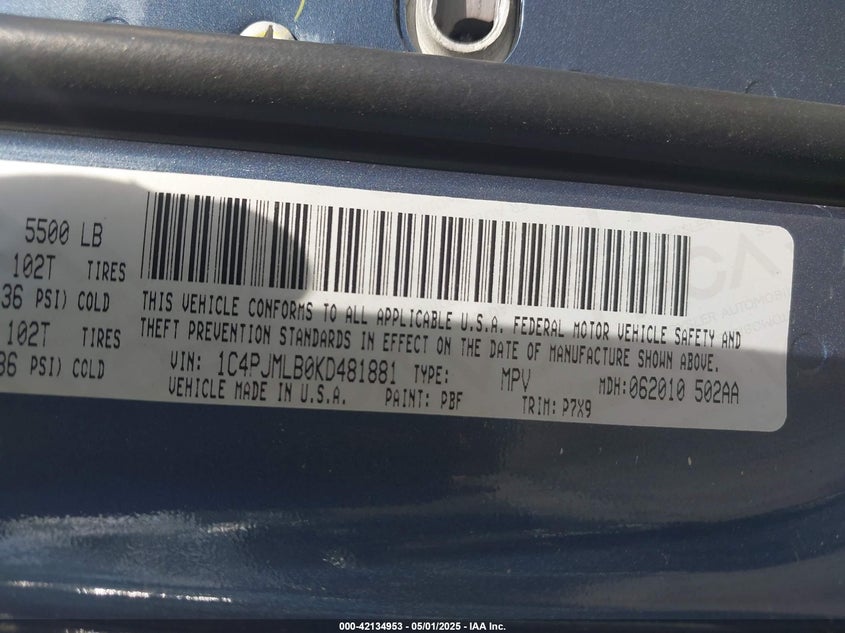 5500 LB
102T TIRES
36 PSI) COLD
102T TIRES
36 PSI) COLD
THIS VEHICLE CONFORMS TO ALL APPLICABLE U.S.A. FEDERAL MOTOR VEHICLE SAFETY AND
THEFT PREVENTION STANDARDS IN EFFECT ON THE DATE OF MANUFACTURE SHOWN ABOVE.
VIN: 1C4PJMLB0KD481881 TYPE: MPV MDH:062010 502AA
VEHICLE MADE IN U.S.A. PAINT: PBF TRIM: P7X9
000-42134953 - 05/01/2025 - IAA Inc.